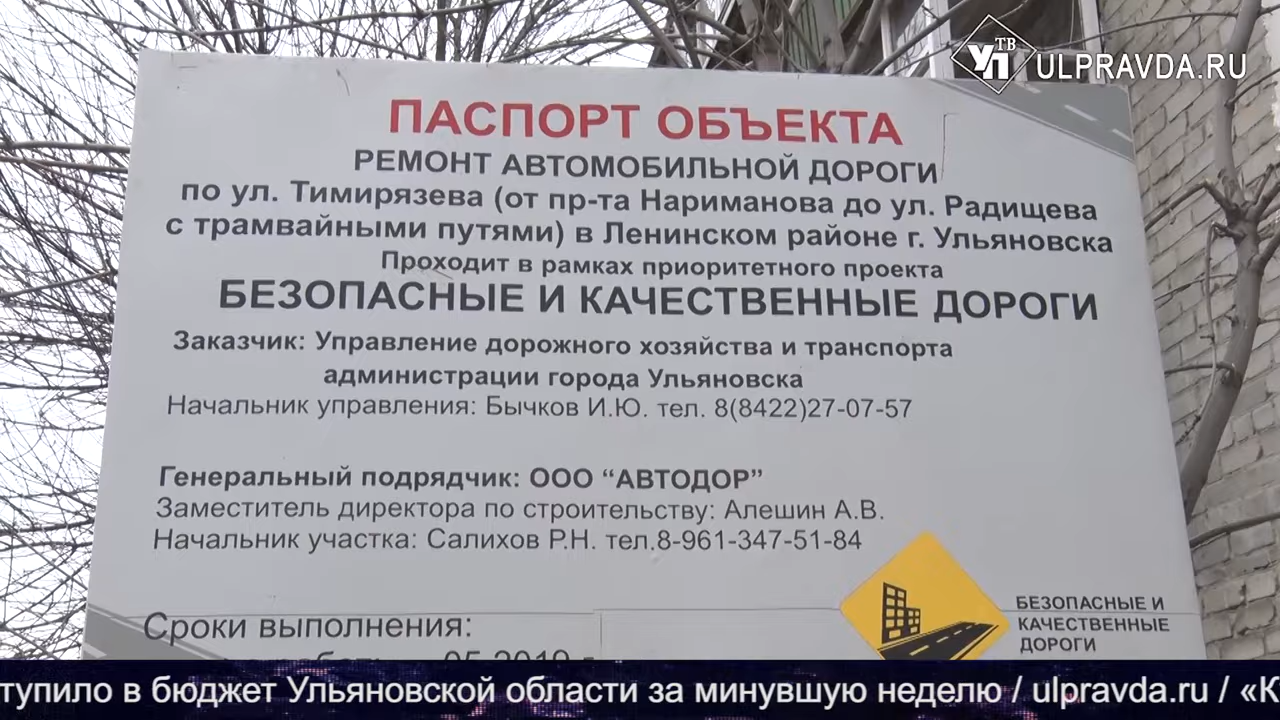 УП ТВ ULPRAVDA.RU
ПАСПОРТ ОБЪЕКТА
РЕМОНТ АВТОМОБИЛЬНОЙ ДОРОГИ
по ул. Тимирязева (от пр-та Нариманова до ул. Радищева
с трамвайными путями) в Ленинском районе г. Ульяновска
Проходит в рамках приоритетного проекта
БЕЗОПАСНЫЕ И КАЧЕСТВЕННЫЕ ДОРОГИ
Заказчик: Управление дорожного хозяйства и транспорта
администрации города Ульяновска
Начальник управления: Бычков И.Ю. тел. 8(8422)27-07-57
Генеральный подрядчик: ООО “АВТОДОР”
Заместитель директора по строительству: Алешин А.В.
Начальник участка: Салихов Р.Н. тел.8-961-347-51-84
Сроки выполнения:
05.2019 г.
БЕЗОПАСНЫЕ И
КАЧЕСТВЕННЫЕ
ДОРОГИ
тупило в бюджет Ульяновской области за минувшую неделю / ulpravda.ru / «К